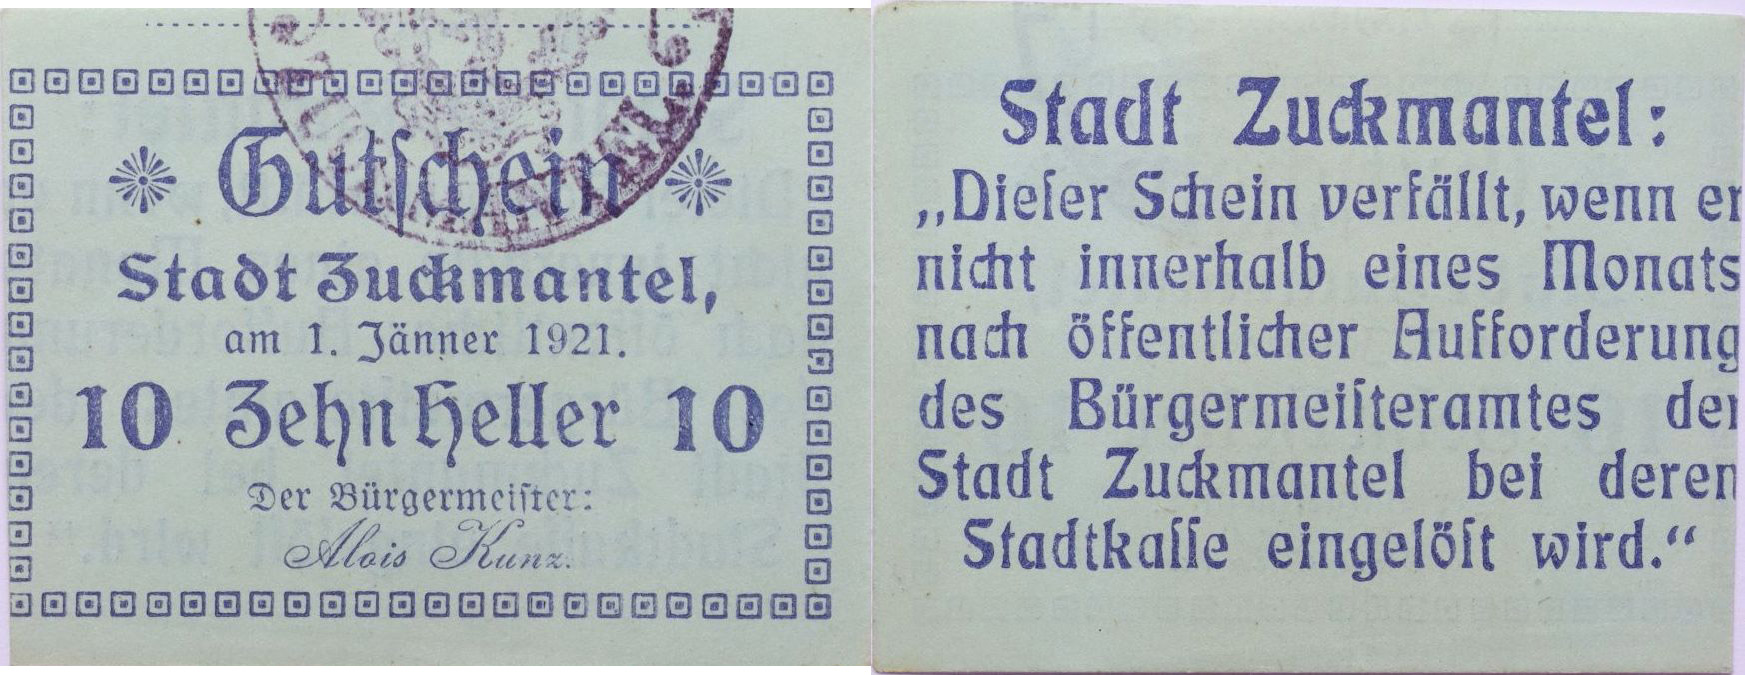 Gutſchein
Stadt Zuckmantel,
am 1. Jänner 1921.
10 Zehn Heller 10
Der Bürgermeiſter:
Alois Kunz.
Stadt Zuckmantel:
„Dieſer Schein verfällt, wenn er
nicht innerhalb eines Monats
nach öffentlicher Aufforderung
des Bürgermeiſteramtes der
Stadt Zuckmantel bei deren
Stadtkaſſe eingelöſt wird.“